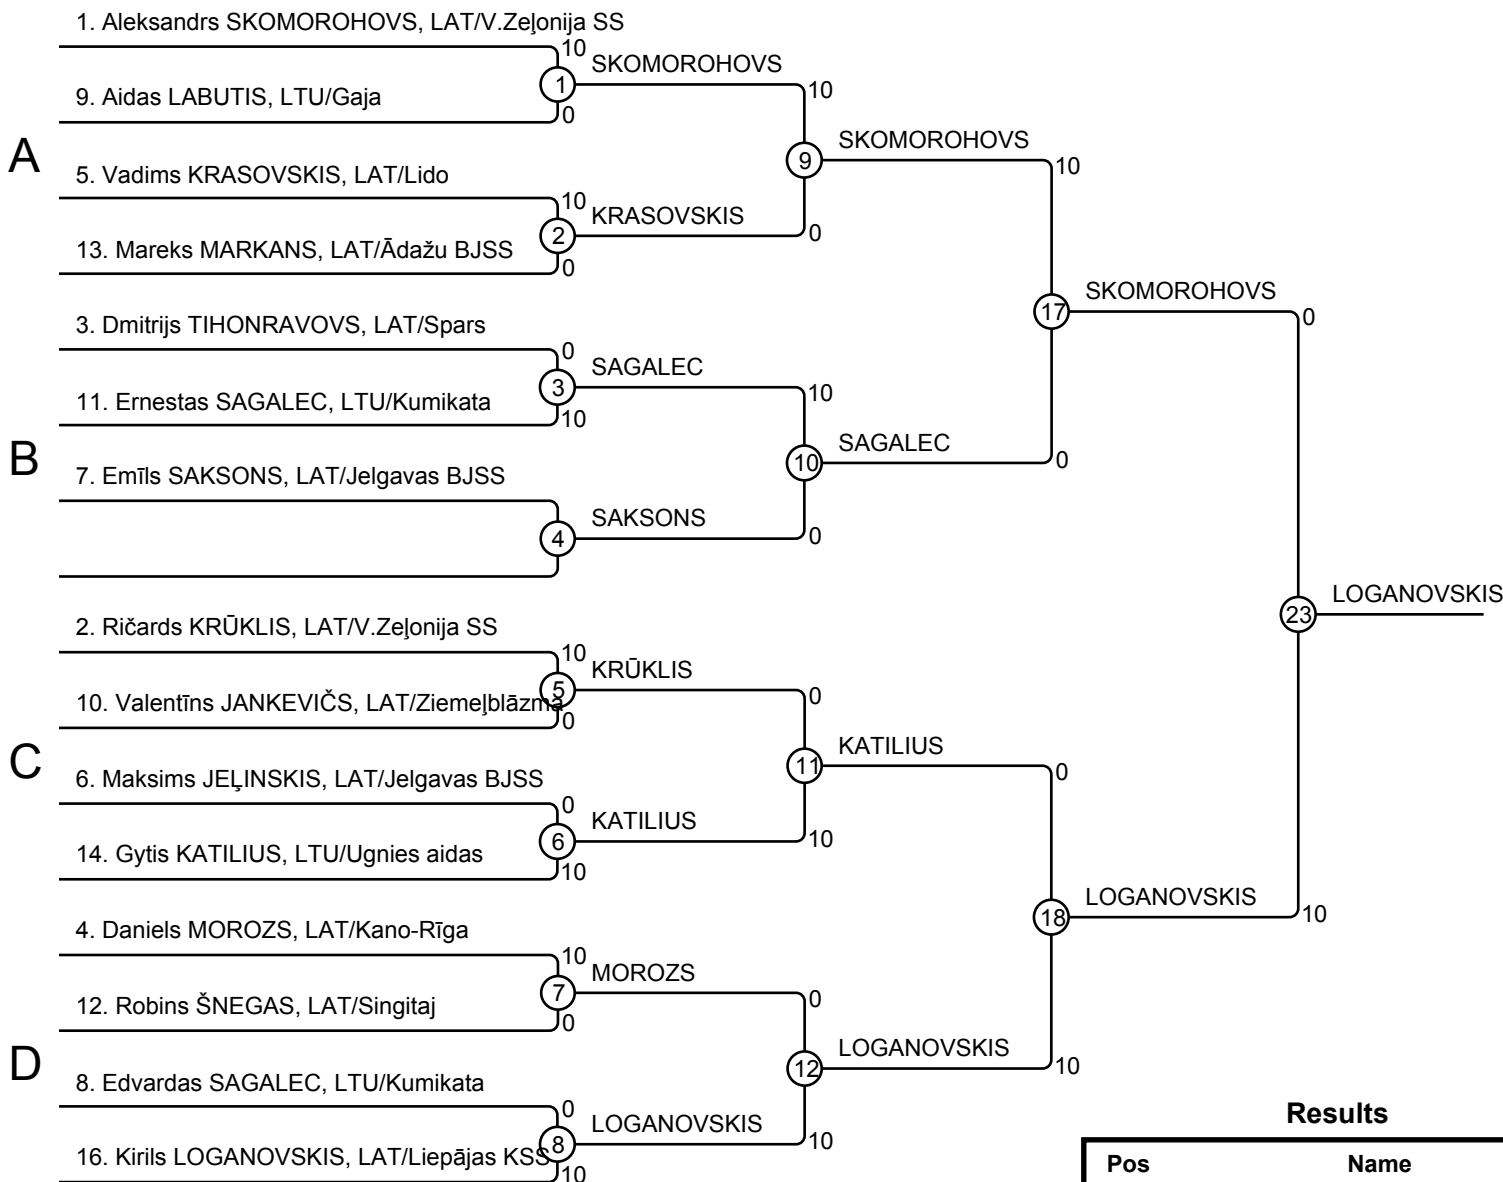 1. Aleksandrs SKOMOROHOVS, LAT/V.Zeļonija SS
10
SKOMOROHOVS
1
9. Aidas LABUTIS, LTU/Gaja
0
10
SKOMOROHOVS
A
9
10
5. Vadims KRASOVSKIS, LAT/Lido
10
KRASOVSKIS
2
0
13. Mareks MARKANS, LAT/Ādažu BJSS
0
SKOMOROHOVS
17
0
3. Dmitrijs TIHONRAVOVS, LAT/Spars
0
SAGALEC
3
10
11. Ernestas SAGALEC, LTU/Kumikata
10
SAGALEC
B
10
0
7. Emīls SAKSONS, LAT/Jelgavas BJSS
SAKSONS
4
0
LOGANOVSKIS
23
2. Ričards KRŪKLIS, LAT/V.Zeļonija SS
10
KRŪKLIS
5
0
10. Valentīns JANKEVIČS, LAT/Ziemeļblāzma
0
KATILIUS
C
11
0
6. Maksims JEĻINSKIS, LAT/Jelgavas BJSS
0
KATILIUS
6
10
14. Gytis KATILIUS, LTU/Ugnies aidas
10
LOGANOVSKIS
18
10
4. Daniels MOROZS, LAT/Kano-Rīga
10
MOROZS
7
0
12. Robins ŠNEGAS, LAT/Singitaj
0
LOGANOVSKIS
D
12
10
8. Edvardas SAGALEC, LTU/Kumikata
0
LOGANOVSKIS
8
10
16. Kirils LOGANOVSKIS, LAT/Liepājas KSS
10
Results
Pos Name